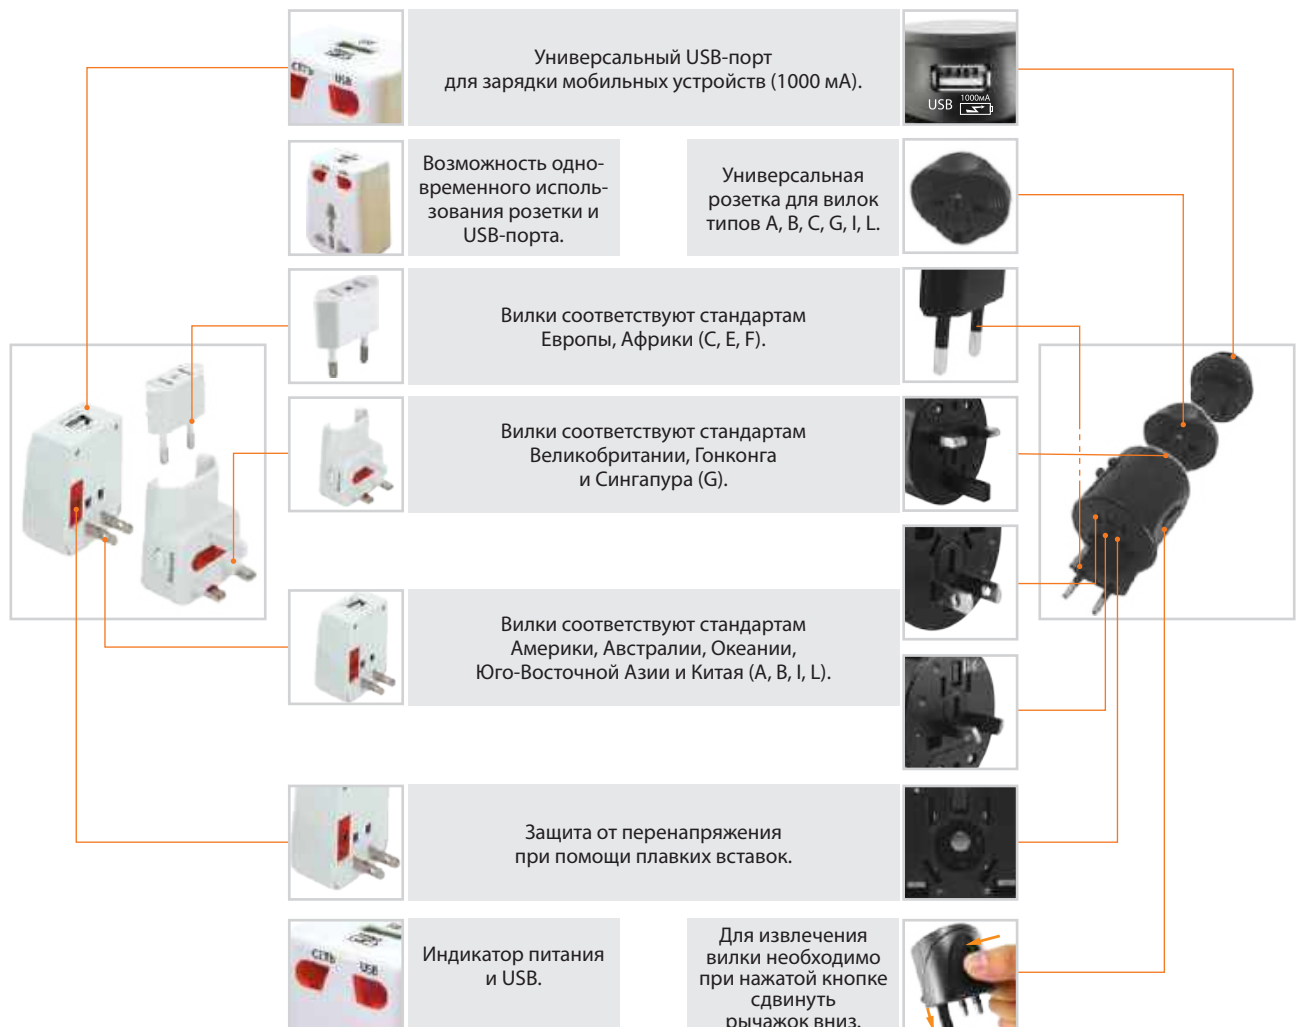 СЕТЬ
USB
Универсальный USB-порт
для зарядки мобильных устройств (1000 мА).
USB
1000мА
Возможность одно-
временного исполь-
зования розетки и
USB-порта.
Универсальная
розетка для вилок
типов A, B, C, G, I, L.
Вилки соответствуют стандартам
Европы, Африки (C, E, F).
Вилки соответствуют стандартам
Великобритании, Гонконга
и Сингапура (G).
Вилки соответствуют стандартам
Америки, Австралии, Океании,
Юго-Восточной Азии и Китая (A, B, I, L).
Защита от перенапряжения
при помощи плавких вставок.
СЕТЬ
USB
Индикатор питания
и USB.
Для извлечения
вилки необходимо
при нажатой кнопке
сдвинуть
рычажок вниз.